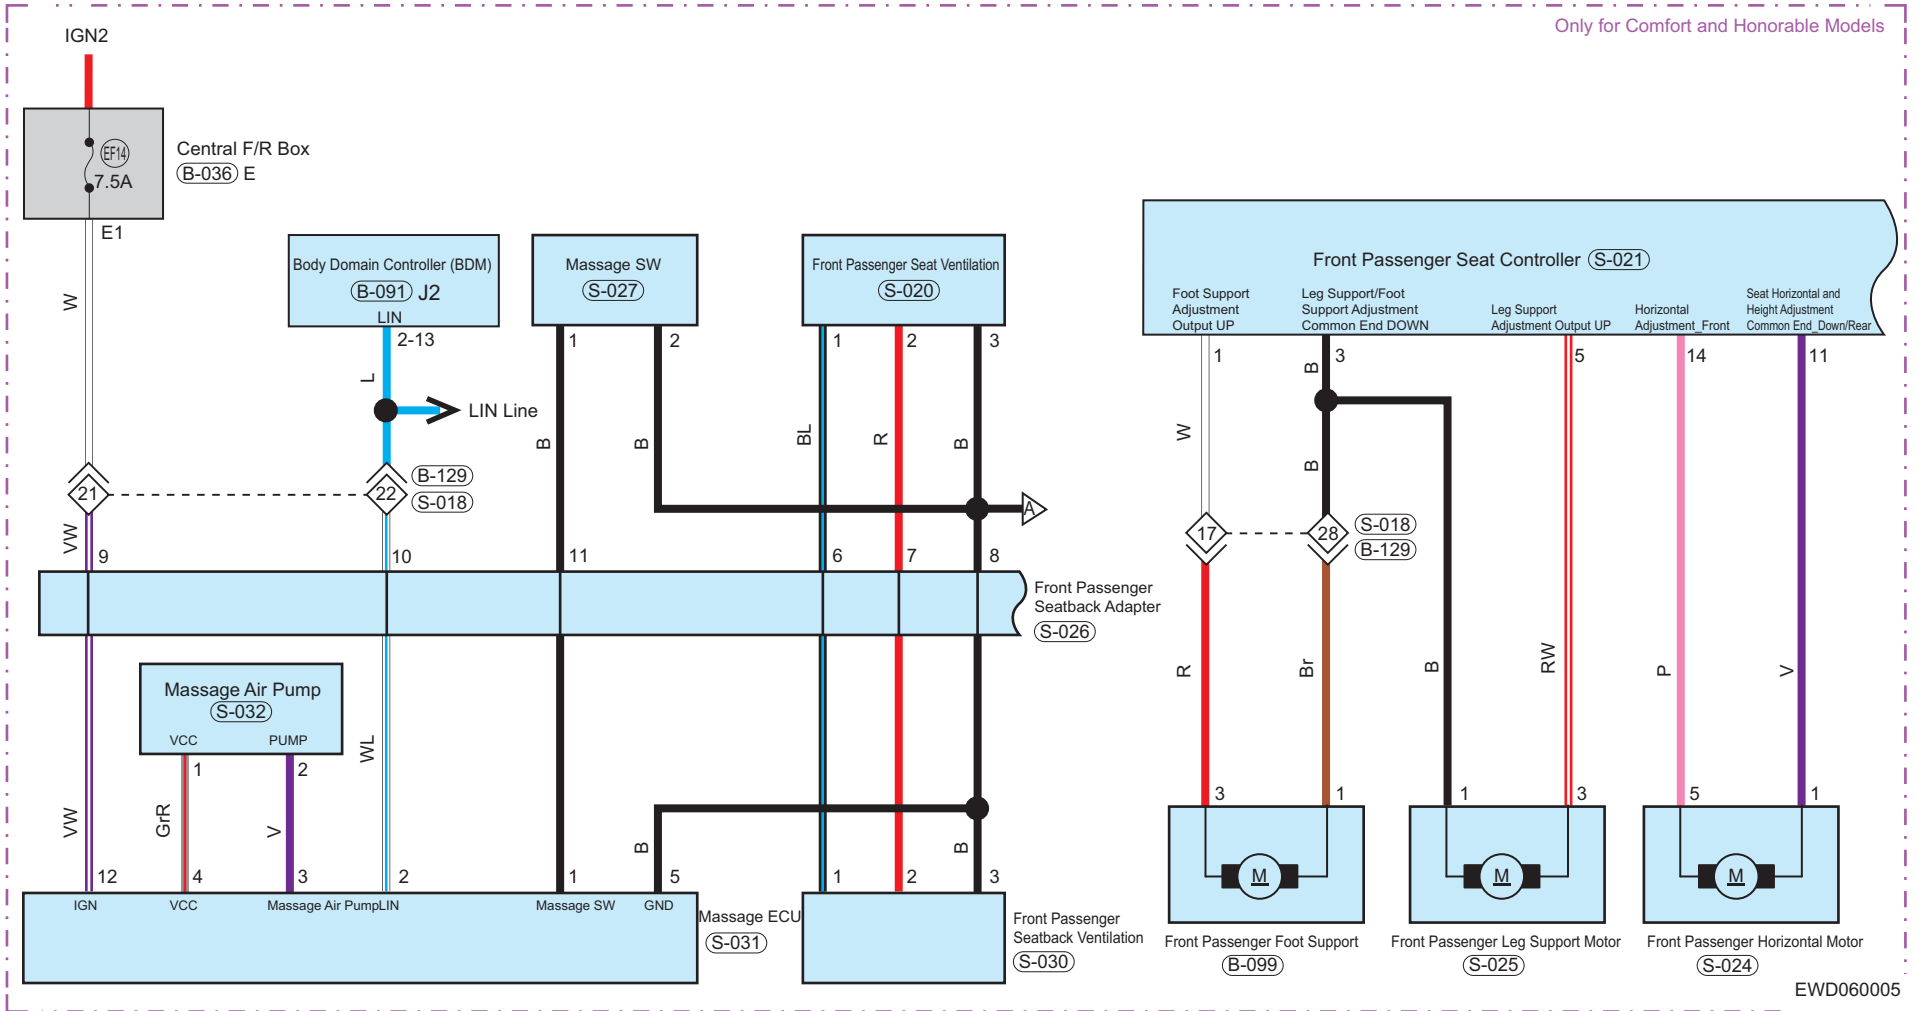 Only for Comfort and Honorable Models
IGN2
EF14
7.5A
Central F/R Box
B-036 E
E1
W
Body Domain Controller (BDM)
B-091 J2
LIN
2-13
L
LIN Line
Massage SW
S-027
1 2
B B
Front Passenger Seat Ventilation
S-020
1 2 3
BL R B
A
21 22
B-129
S-018
VW
9 10 11 6 7 8
Front Passenger
Seatback Adapter
S-026
Massage Air Pump
S-032
VCC PUMP
1 2
VW GrR V WL B B
12 4 3 2 1 5
IGN VCC Massage Air Pump LIN Massage SW GND
Massage ECU
S-031
1 2 3
Front Passenger
Seatback Ventilation
S-030
Front Passenger Seat Controller S-021
Foot Support
Adjustment
Output UP
Leg Support/Foot
Support Adjustment
Common End DOWN
Leg Support
Adjustment Output UP
Horizontal
Adjustment_Front
Seat Horizontal and
Height Adjustment
Common End_Down/Rear
1 3 5 14 11
B
W B
17 28
S-018
B-129
R Br B RW P V
3 1 1 3 5 1
M M M
Front Passenger Foot Support
B-099
Front Passenger Leg Support Motor
S-025
Front Passenger Horizontal Motor
S-024
EWD060005